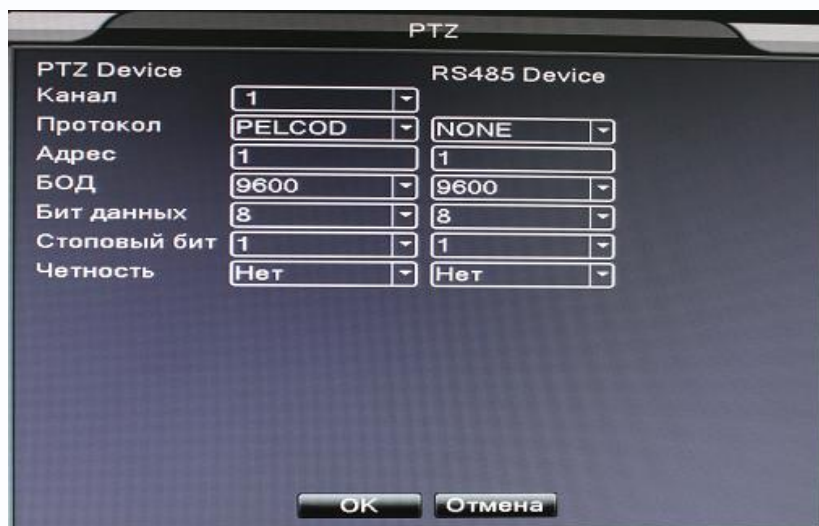 PTZ
PTZ Device RS485 Device
Канал 1
Протокол PELCOD NONE
Адрес 1 1
БОД 9600 9600
Бит данных 8 8
Стоповый бит 1 1
Четность Нет Нет
OK Отмена